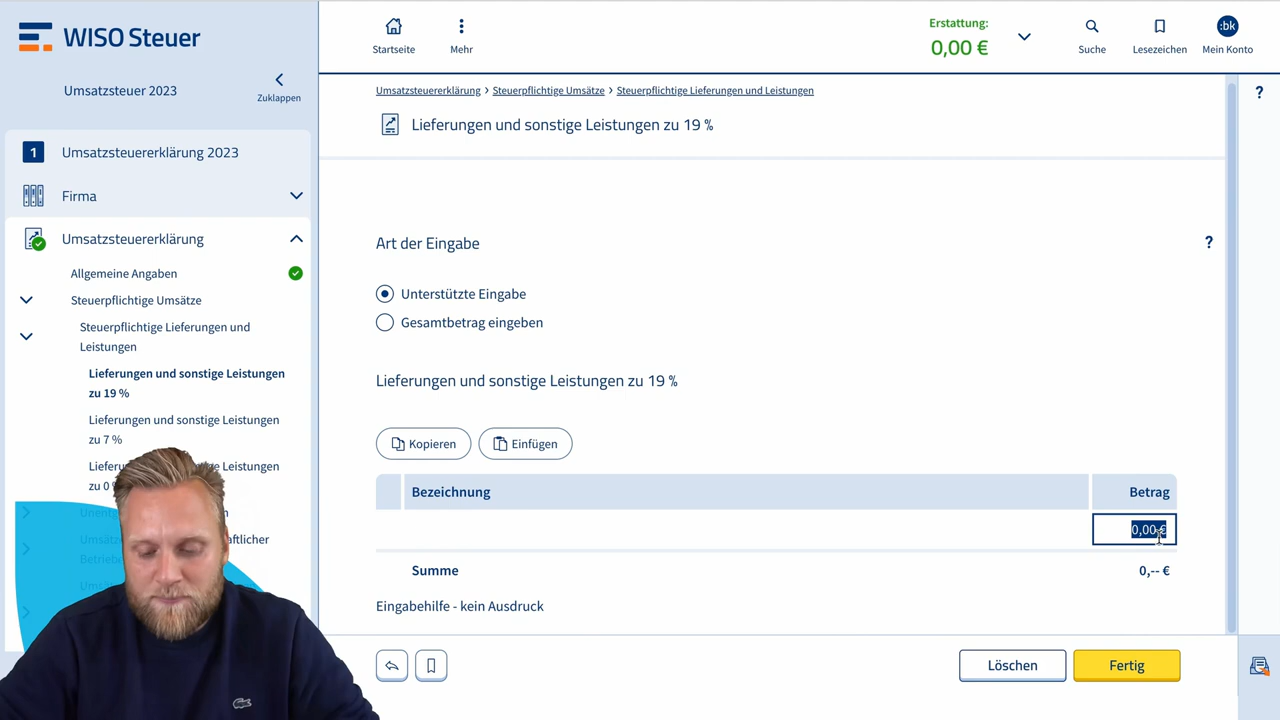 WISO Steuer
Startseite
Mehr
Erstattung:
0,00 €
Suche
Lesezeichen
:bk
Mein Konto
Umsatzsteuer 2023
Zuklappen
Umsatzsteuererklärung › Steuerpflichtige Umsätze › Steuerpflichtige Lieferungen und Leistungen
?
Lieferungen und sonstige Leistungen zu 19 %
1 Umsatzsteuererklärung 2023
Firma
Umsatzsteuererklärung
Allgemeine Angaben
Steuerpflichtige Umsätze
Steuerpflichtige Lieferungen und
Leistungen
Lieferungen und sonstige Leistungen
zu 19 %
Lieferungen und sonstige Leistungen
zu 7 %
Leistungen
zu 0
Art der Eingabe
?
Unterstützte Eingabe
Gesamtbetrag eingeben
Lieferungen und sonstige Leistungen zu 19 %
Kopieren
Einfügen
Bezeichnung
Betrag
0,00 €
Summe
0,-- €
Eingabehilfe - kein Ausdruck
Löschen
Fertig